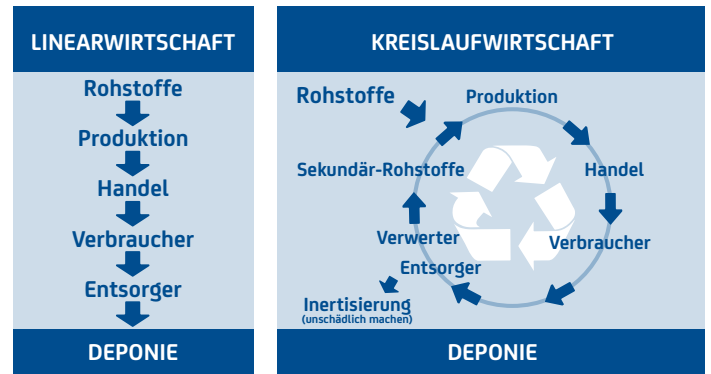 LINEARWIRTSCHAFT
Rohstoffe
Produktion
Handel
Verbraucher
Entsorger
DEPONIE
KREISLAUFWIRTSCHAFT
Rohstoffe
Produktion
Sekundär-Rohstoffe
Handel
Verwerter
Verbraucher
Entsorger
Inertisierung
(unschädlich machen)
DEPONIE